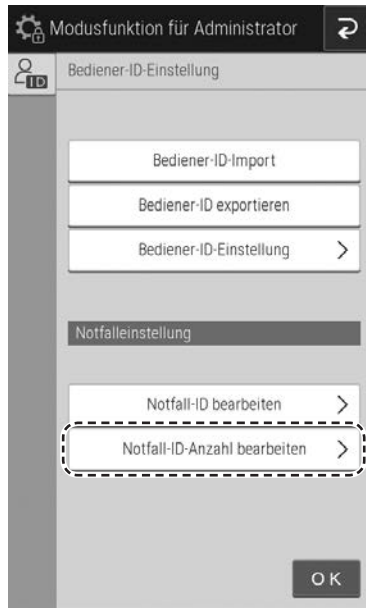 Modusfunktion für Administrator
ID
Bediener-ID-Einstellung
Bediener-ID-Import
Bediener-ID exportieren
Bediener-ID-Einstellung
Notfalleinstellung
Notfall-ID bearbeiten
Notfall-ID-Anzahl bearbeiten
OK